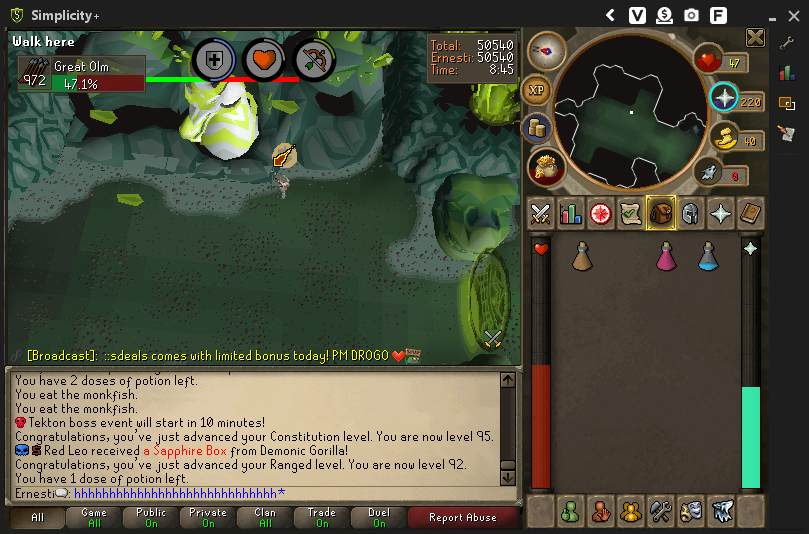 Simplicity+
Walk here
Great Olm
972
47.1%
Total: 50540
Ernesti: 50540
Time: 8:45
47
XP
220
40
0
[Broadcast]: ::sdeals comes with limited bonus today! PM DROGO
You have 2 doses of potion left.
You eat the monkfish.
You eat the monkfish.
Tekton boss event will start in 10 minutes!
Congratulations, you've just advanced your Constitution level. You are now level 95.
Red Leo received a Sapphire Box from Demonic Gorilla!
Congratulations, you've just advanced your Ranged level. You are now level 92.
You have 1 dose of potion left.
Ernesti: hhhhhhhhhhhhhhhhhhhhhhhhhhhhh*
All
Game
All
Public
On
Private
On
Clan
All
Trade
On
Duel
On
Report Abuse